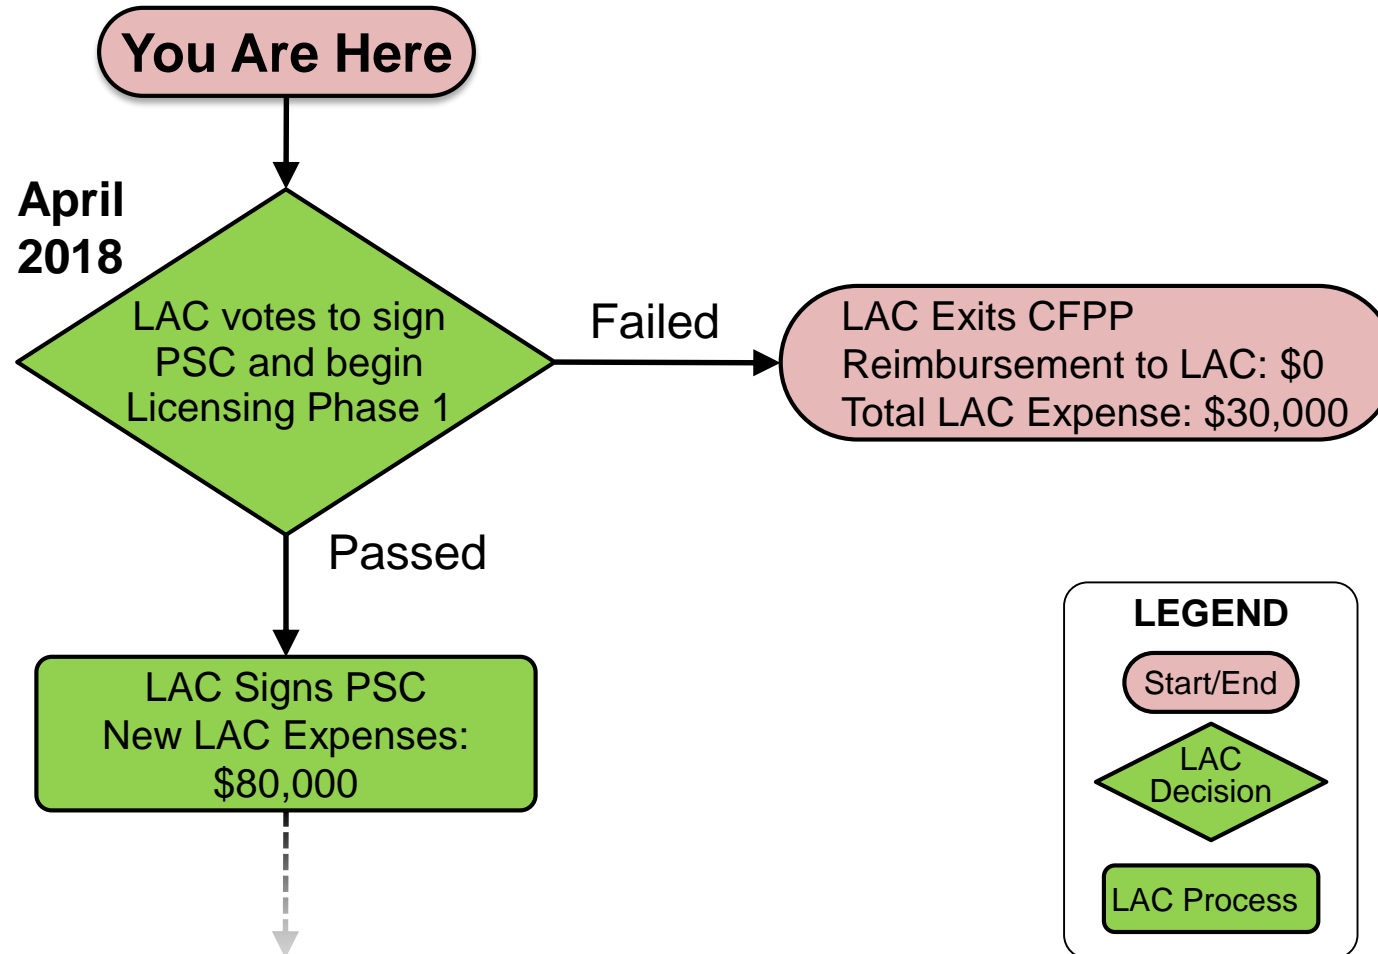 You Are Here
April
2018
LAC votes to sign
PSC and begin
Licensing Phase 1
Failed
LAC Exits CFPP
Reimbursement to LAC: $0
Total LAC Expense: $30,000
Passed
LAC Signs PSC
New LAC Expenses:
$80,000
LEGEND
Start/End
LAC
Decision
LAC Process